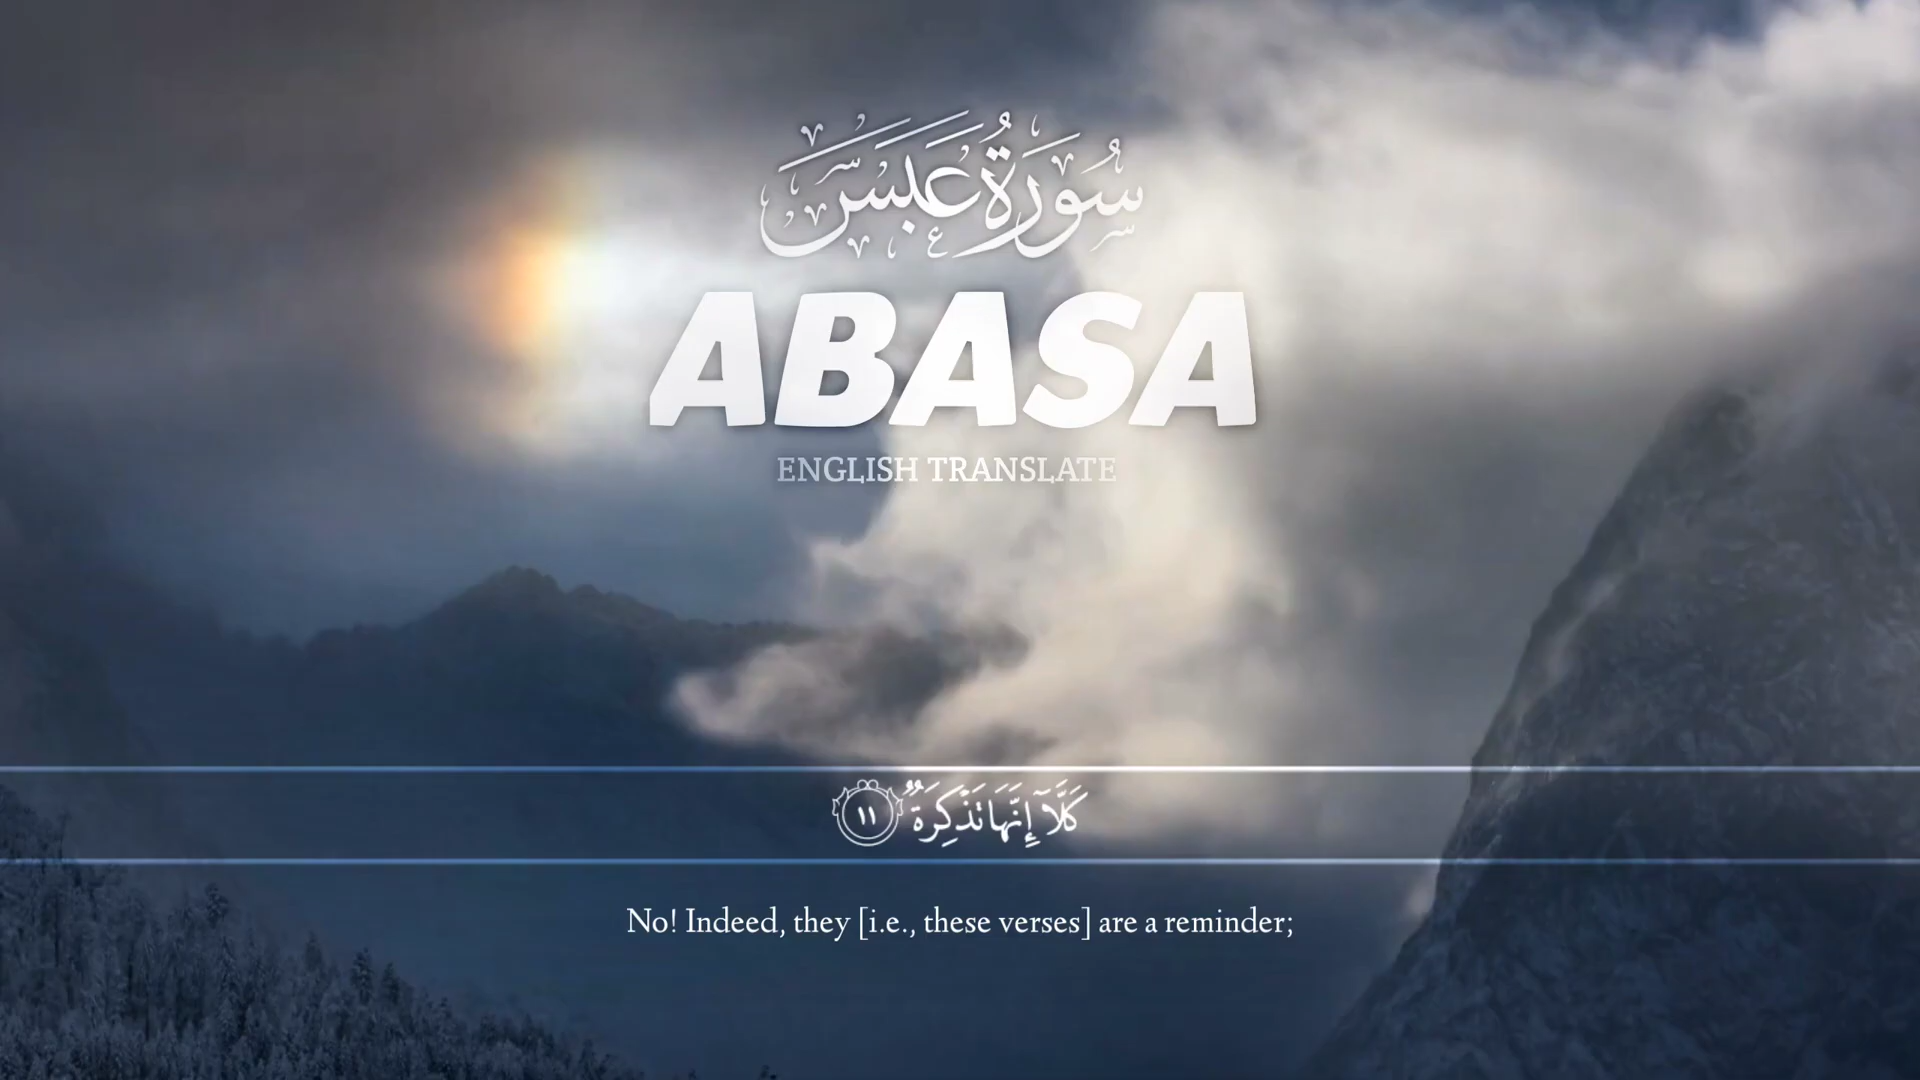 سُورَةُ عَبَسَ
ABASA
ENGLISH TRANSLATE
كَلَّآ إِنَّهَا تَذْكِرَةٌ ١١
No! Indeed, they [i.e., these verses] are a reminder;